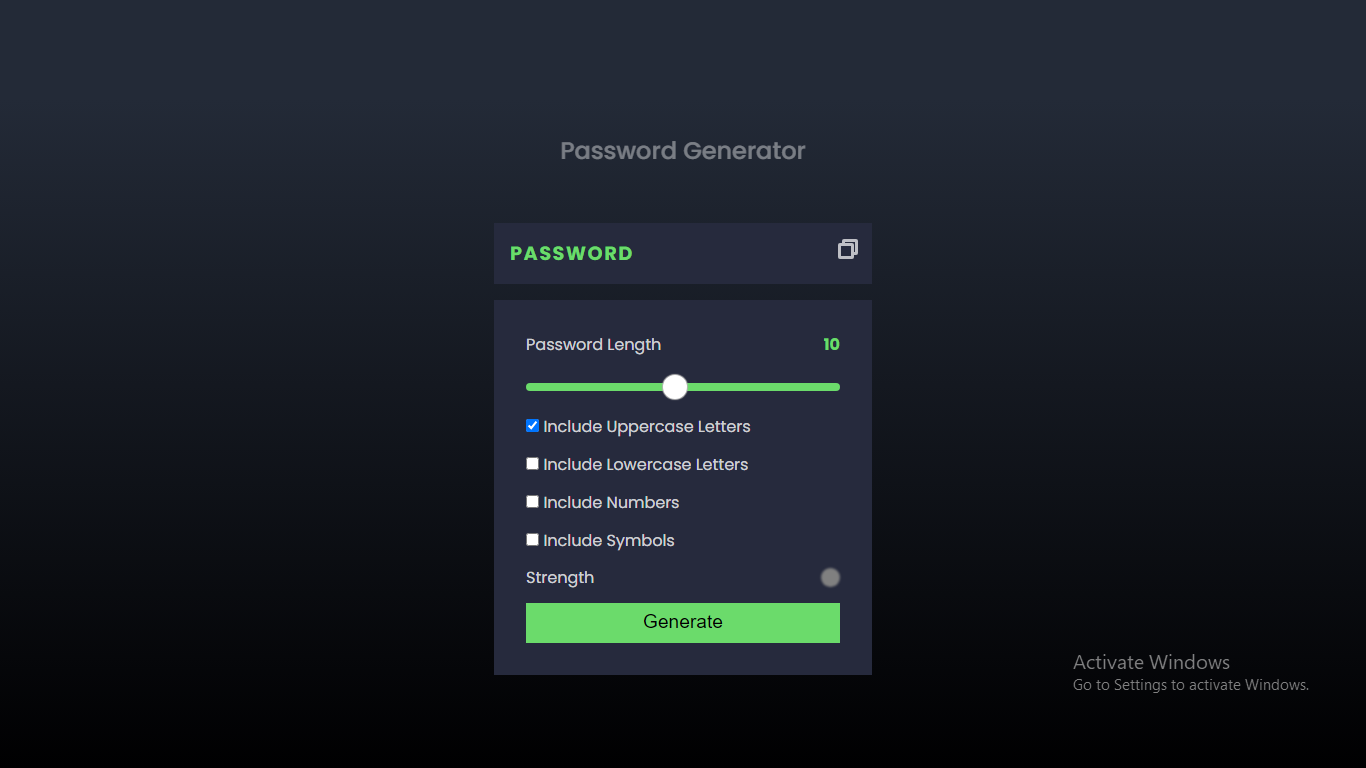 Password Generator
PASSWORD
Password Length 10
Include Uppercase Letters
Include Lowercase Letters
Include Numbers
Include Symbols
Strength
Generate
Activate Windows
Go to Settings to activate Windows.